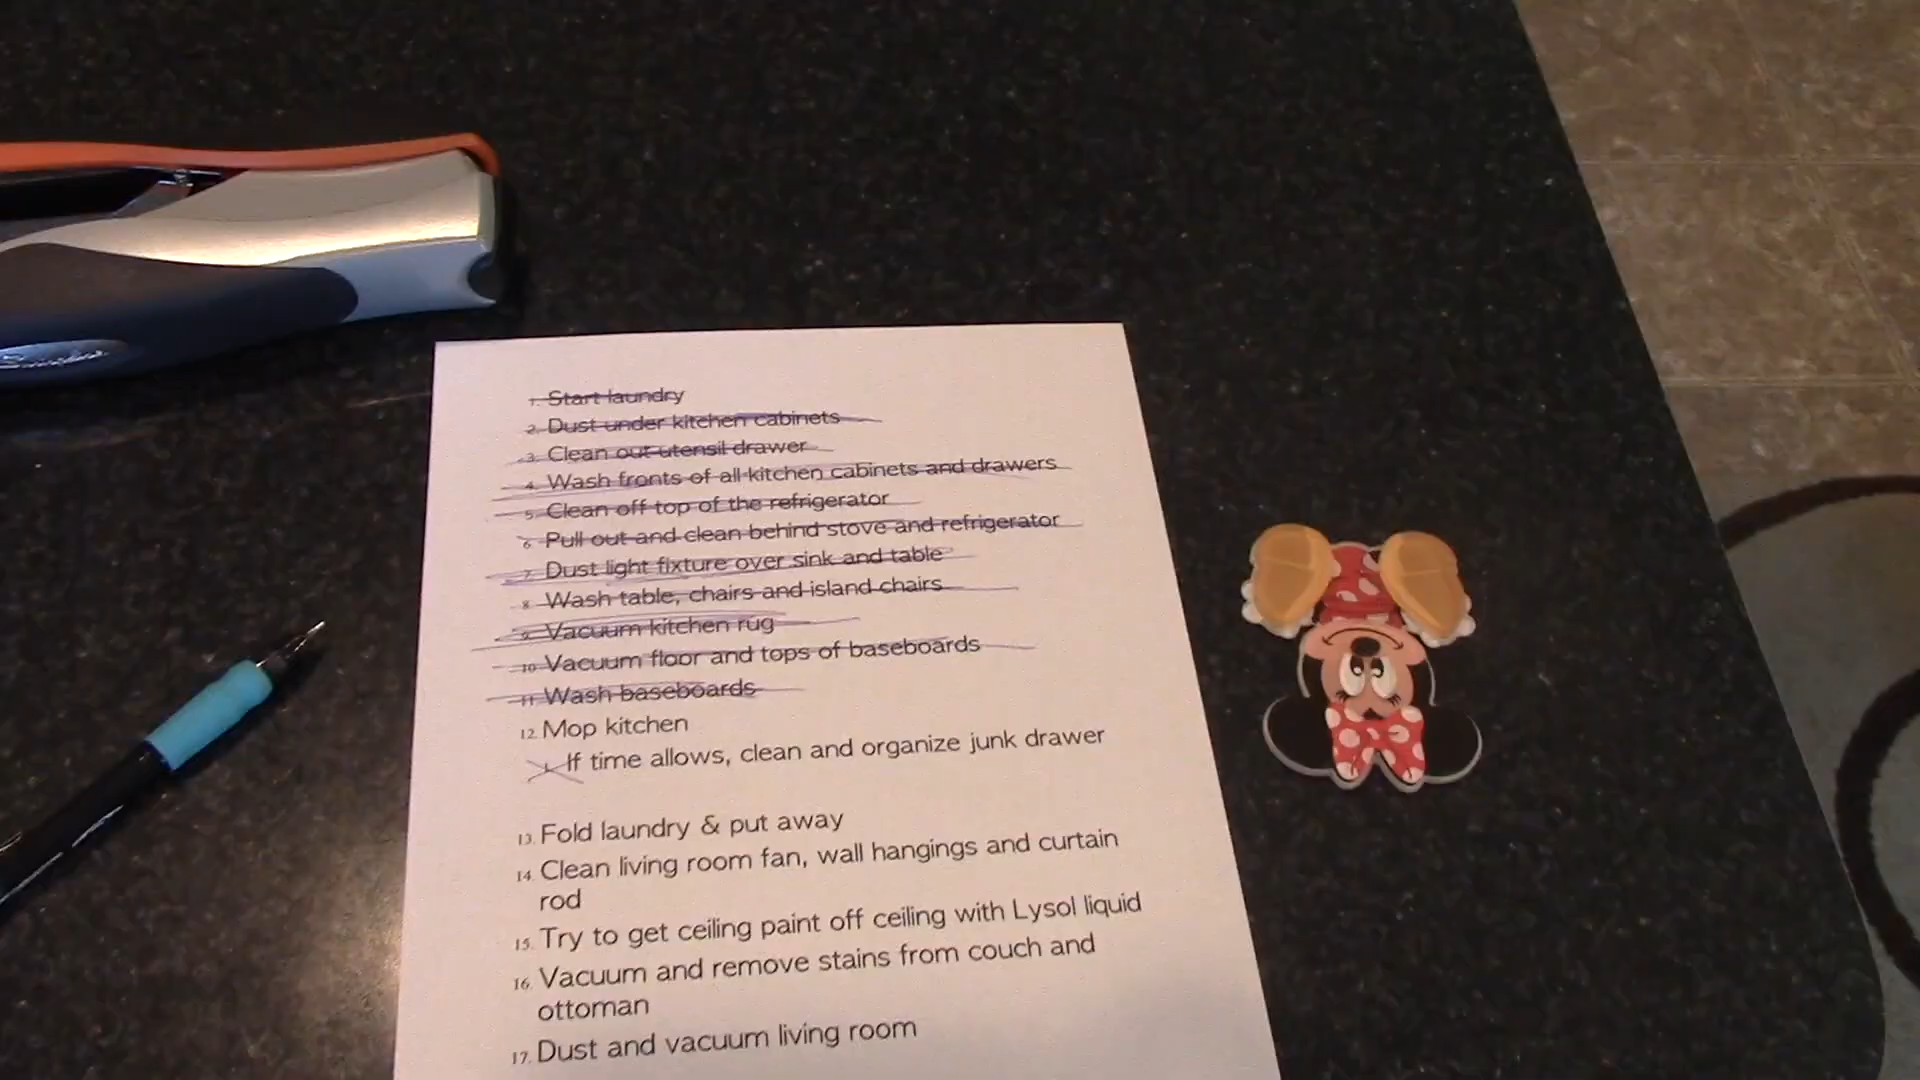 1. Start laundry
2. Dust under kitchen cabinets
3. Clean out utensil drawer
4. Wash fronts of all kitchen cabinets and drawers
5. Clean off top of the refrigerator
6. Pull out and clean behind stove and refrigerator
7. Dust light fixture over sink and table
8. Wash table, chairs and island chairs
9. Vacuum kitchen rug
10. Vacuum floor and tops of baseboards
11. Wash baseboards
12. Mop kitchen
If time allows, clean and organize junk drawer
13. Fold laundry & put away
14. Clean living room fan, wall hangings and curtain
rod
15. Try to get ceiling paint off ceiling with Lysol liquid
16. Vacuum and remove stains from couch and
ottoman
17. Dust and vacuum living room